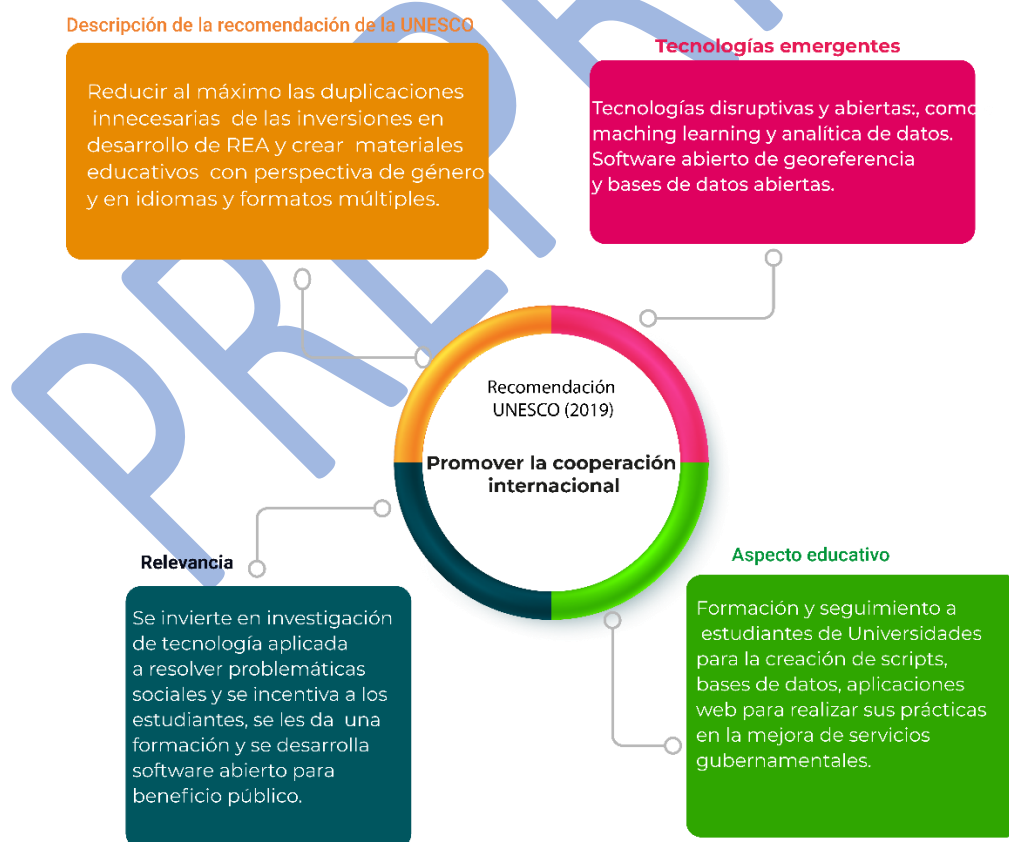 Descripción de la recomendación de la UNESCO
Reducir al máximo las duplicaciones
innecesarias de las inversiones en
desarrollo de REA y crear materiales
educativos con perspectiva de género
y en idiomas y formatos múltiples.
Tecnologías emergentes
Tecnologías disruptivas y abiertas:, como
maching learning y analítica de datos.
Software abierto de georeferencia
y bases de datos abiertas.
Recomendación
UNESCO (2019)
Promover la cooperación
internacional
Relevancia
Se invierte en investigación
de tecnología aplicada
a resolver problemáticas
sociales y se incentiva a los
estudiantes, se les da una
formación y se desarrolla
software abierto para
beneficio público.
Aspecto educativo
Formación y seguimiento a
estudiantes de Universidades
para la creación de scripts,
bases de datos, aplicaciones
web para realizar sus prácticas
en la mejora de servicios
gubernamentales.